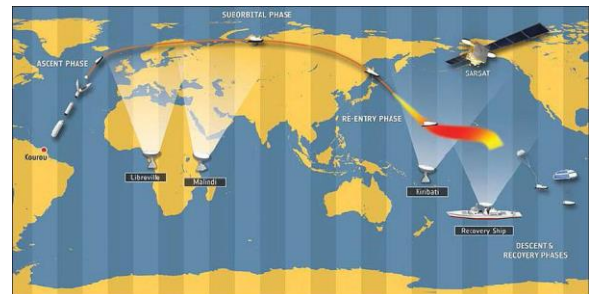 SUBORBITAL PHASE
ASCENT PHASE
SARSAT
RE-ENTRY PHASE
Kourou
Libreville
Malindi
Kiribati
Recovery Ship
DESCENT &
RECOVERY PHASES